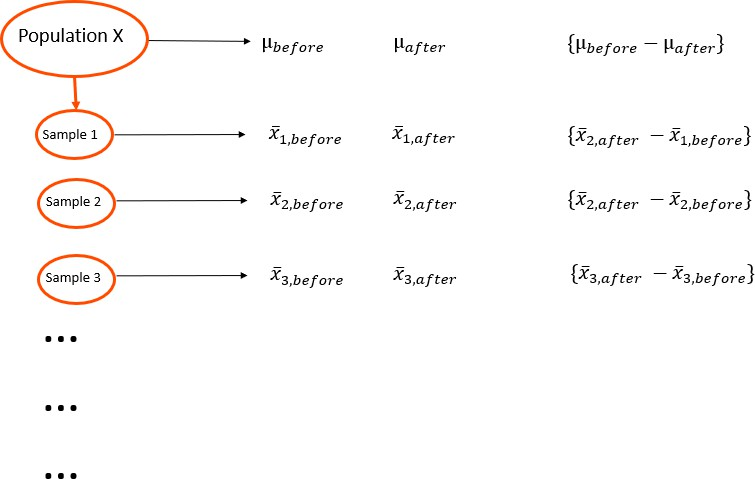 Population X μ_before μ_after {μ_before − μ_after}
Sample 1 x̄_1,before x̄_1,after {x̄_2,after − x̄_1,before}
Sample 2 x̄_2,before x̄_2,after {x̄_2,after − x̄_2,before}
Sample 3 x̄_3,before x̄_3,after {x̄_3,after − x̄_3,before}
...
...
...